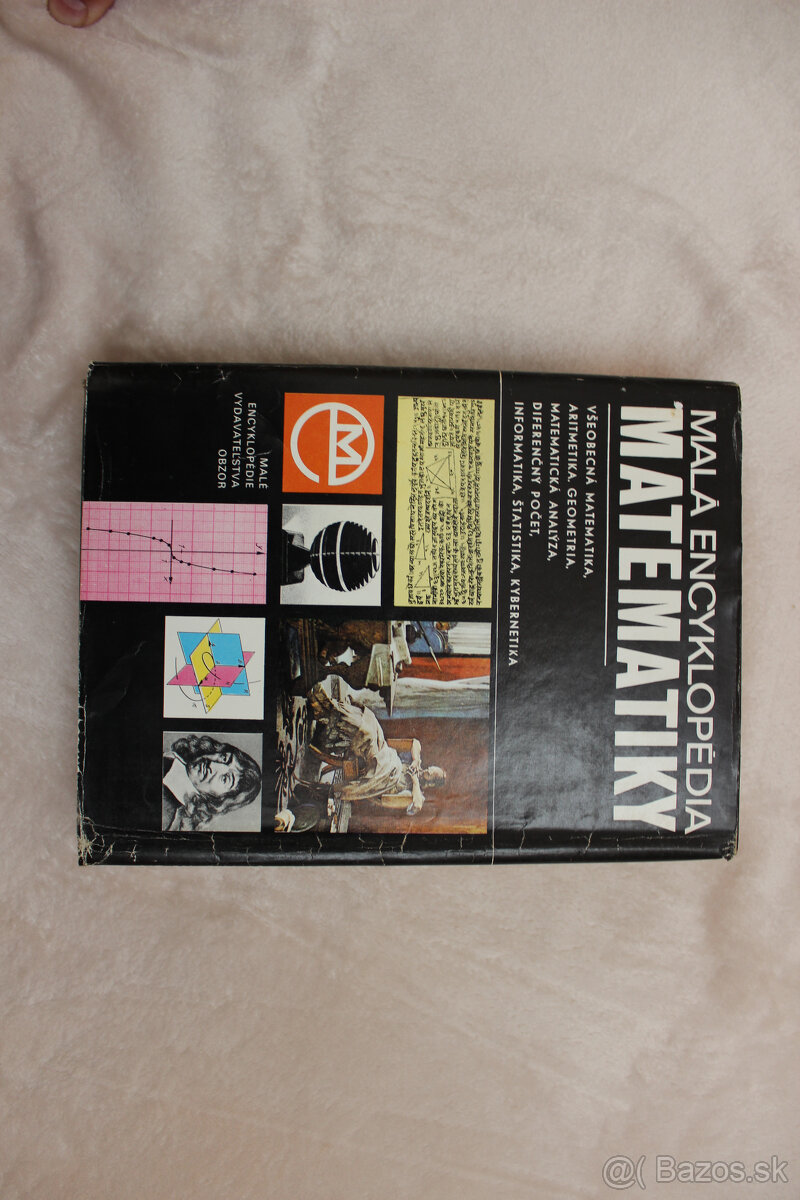 MALÁ ENCYKLOPÉDIA
MATEMATIKY
VŠEOBECNÁ MATEMATIKA,
ARITMETIKA, GEOMETRIA,
MATEMATICKÁ ANALÝZA,
DIFERENČNÝ POČET,
INFORMATIKA, ŠTATISTIKA, KYBERNETIKA
MALÉ
ENCYKLOPÉDIE
VYDAVATEĽSTVA
OBZOR
@( Bazos.sk